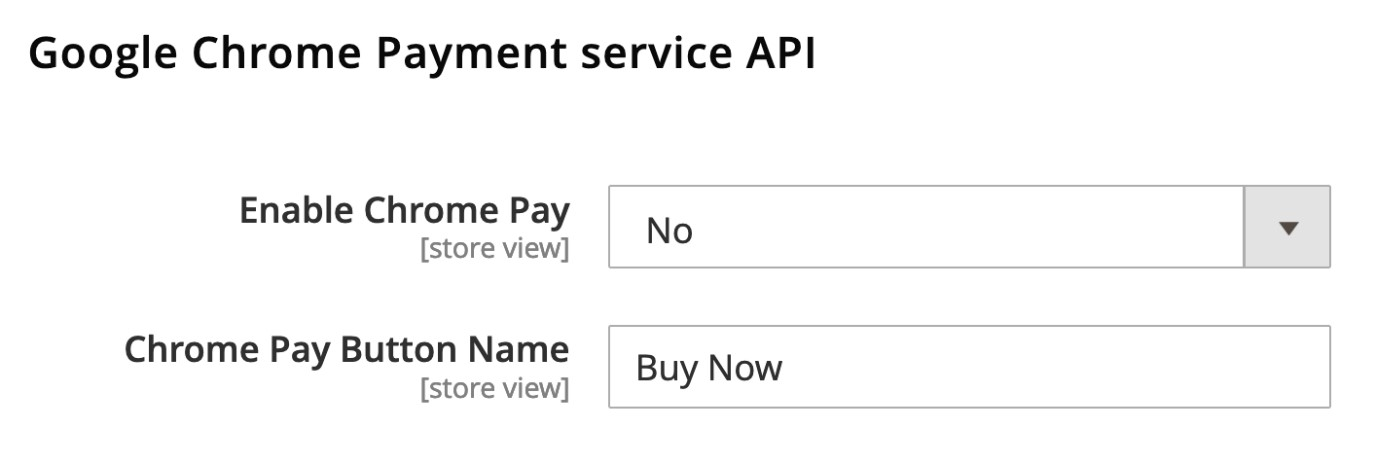 Google Chrome Payment service API
Enable Chrome Pay
[store view]
No
Chrome Pay Button Name
[store view]
Buy Now